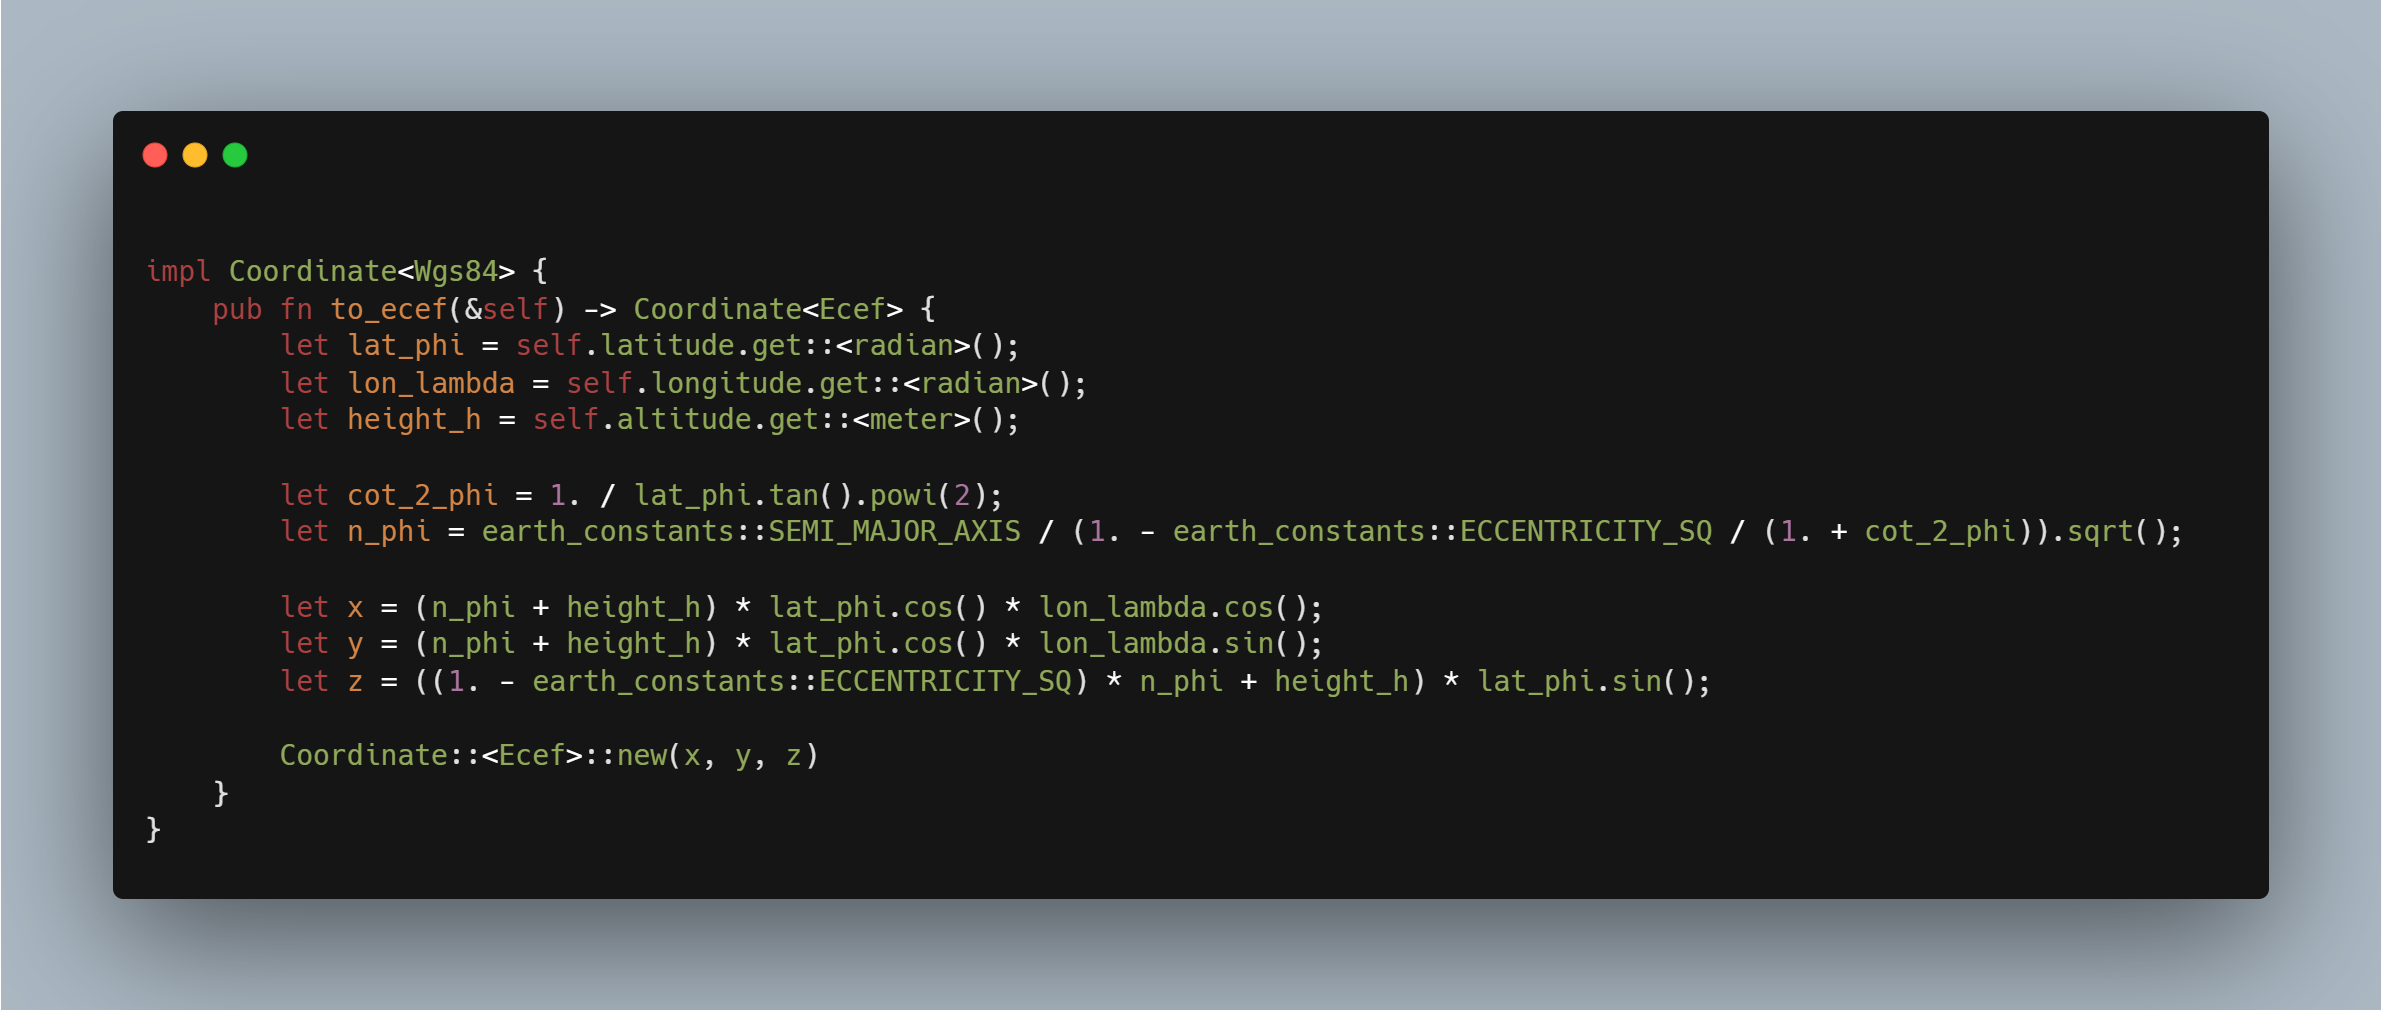 impl Coordinate<Wgs84> {
    pub fn to_ecef(&self) -> Coordinate<Ecef> {
        let lat_phi = self.latitude.get::<radian>();
        let lon_lambda = self.longitude.get::<radian>();
        let height_h = self.altitude.get::<meter>();

        let cot_2_phi = 1. / lat_phi.tan().powi(2);
        let n_phi = earth_constants::SEMI_MAJOR_AXIS / (1. - earth_constants::ECCENTRICITY_SQ / (1. + cot_2_phi)).sqrt();

        let x = (n_phi + height_h) * lat_phi.cos() * lon_lambda.cos();
        let y = (n_phi + height_h) * lat_phi.cos() * lon_lambda.sin();
        let z = ((1. - earth_constants::ECCENTRICITY_SQ) * n_phi + height_h) * lat_phi.sin();

        Coordinate::<Ecef>::new(x, y, z)
    }
}